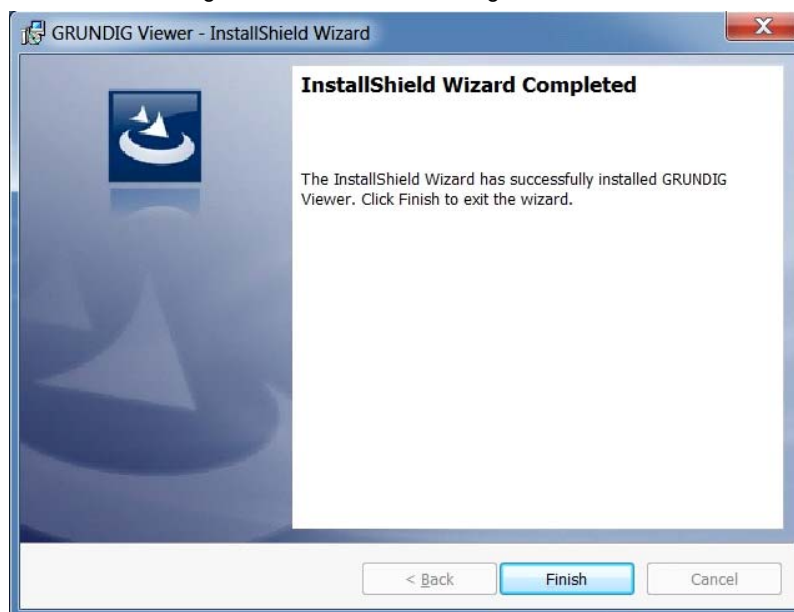 GRUNDIG Viewer - InstallShield Wizard
InstallShield Wizard Completed
The InstallShield Wizard has successfully installed GRUNDIG
Viewer. Click Finish to exit the wizard.
< Back
Finish
Cancel